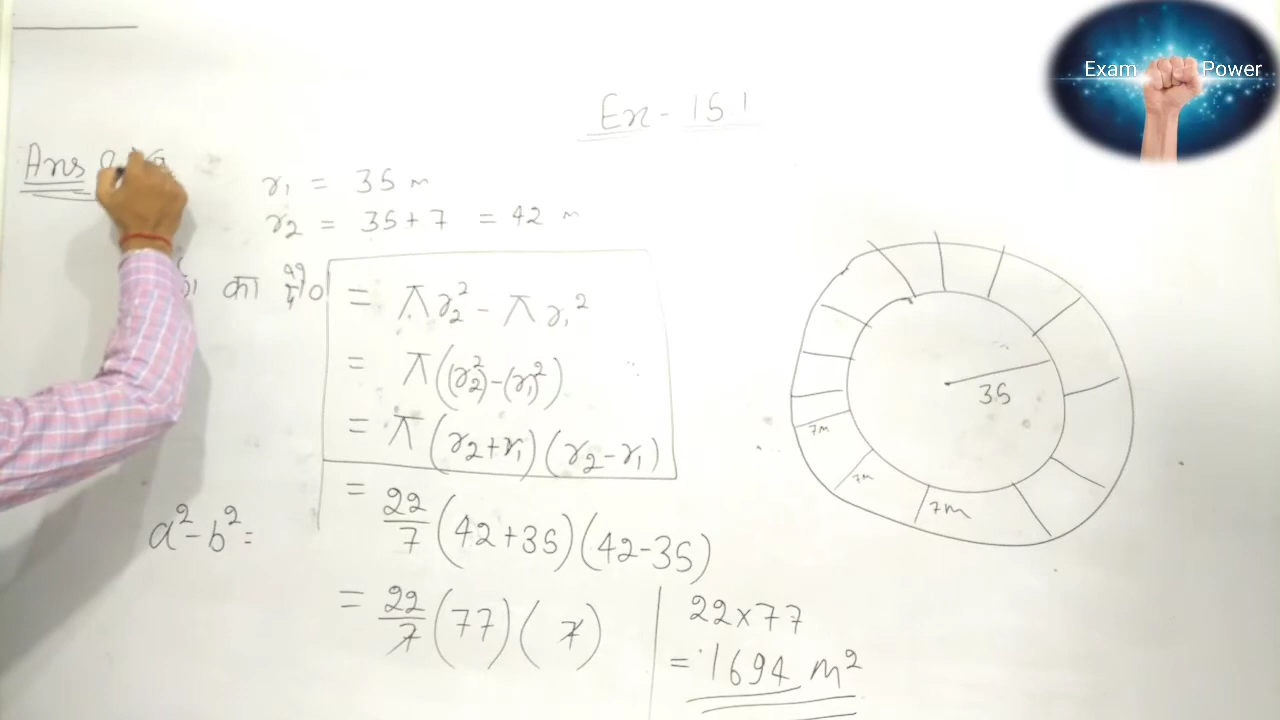 Exam Power
Ex - 15.1
Ans
r₁ = 35 m
r₂ = 35 + 7 = 42 m
का क्षे०
= πr₂² - πr₁²
= π((r₂)² - (r₁)²)
= π(r₂+r₁)(r₂-r₁)
a² - b² =
= 22/7 (42+35)(42-35)
= 22/7 (77)(7)
22×77
= 1694 m²
35
7m
7m
7m